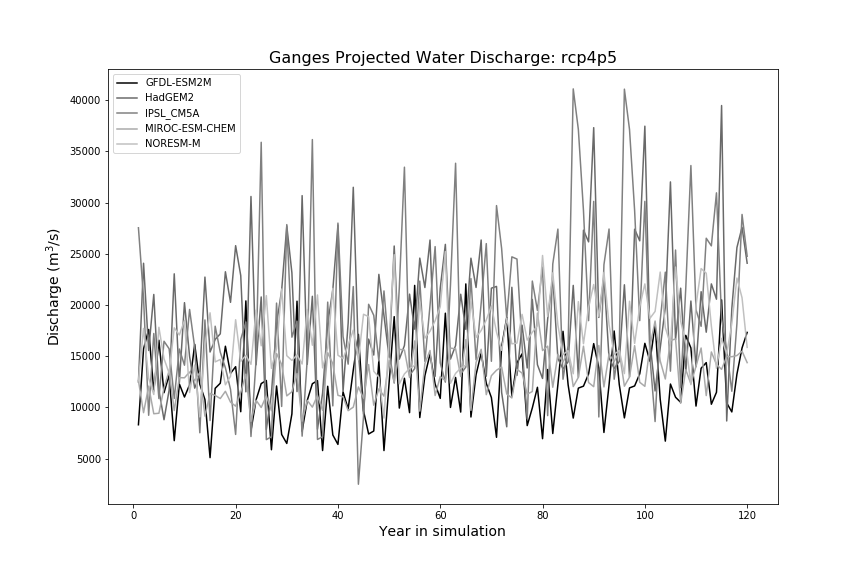 Ganges Projected Water Discharge: rcp4p5
GFDL-ESM2M
HadGEM2
IPSL_CM5A
MIROC-ESM-CHEM
NORESM-M
40000
35000
30000
25000
20000
15000
10000
5000
Discharge (m³/s)
0 20 40 60 80 100 120
Year in simulation